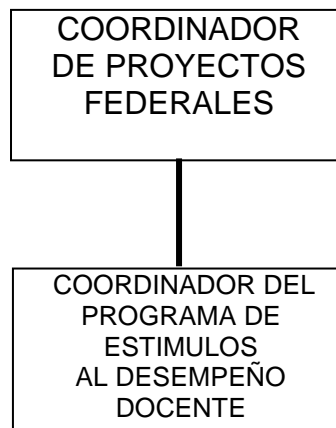 COORDINADOR
DE PROYECTOS
FEDERALES
COORDINADOR DEL
PROGRAMA DE
ESTIMULOS
AL DESEMPEÑO
DOCENTE